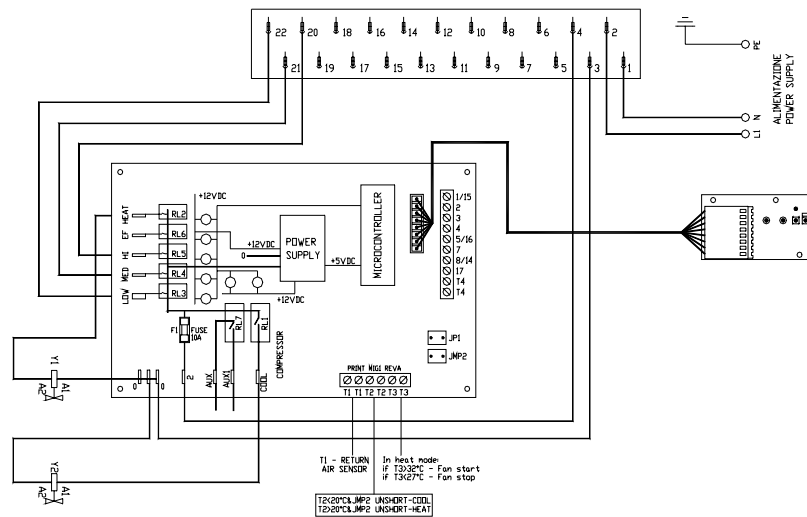 22 20 18 16 14 12 10 8 6 4 2
21 19 17 15 13 11 9 7 5 3 1
PE
N
L1
ALIMENTAZIONE
POWER SUPPLY
HEAT
EF
HI
MED
LOW
RL2
RL6
RL5
RL4
RL3
+12VDC
+12VDC
0
POWER
SUPPLY
+5VDC
+12VDC
MICROCONTROLLER
1/15
2
3
4
5/16
7
8/14
17
T4
T4
F1
FUSE
10A
RL7
RL1
COMPRESSOR
JP1
JMP2
PRINT WIGI REVA
T1 T1 T2 T2 T3 T3
0
0
2
AUX
AUX1
COOL
Y1
A1
A2
Y2
A1
A2
T1 - RETURN
AIR SENSOR
In heat mode:
if T3>32°C - Fan start
if T3<27°C - Fan stop
T2<20°C&JMP2 UNSHORT-COOL
T2>20°C&JMP2 UNSHORT-HEAT